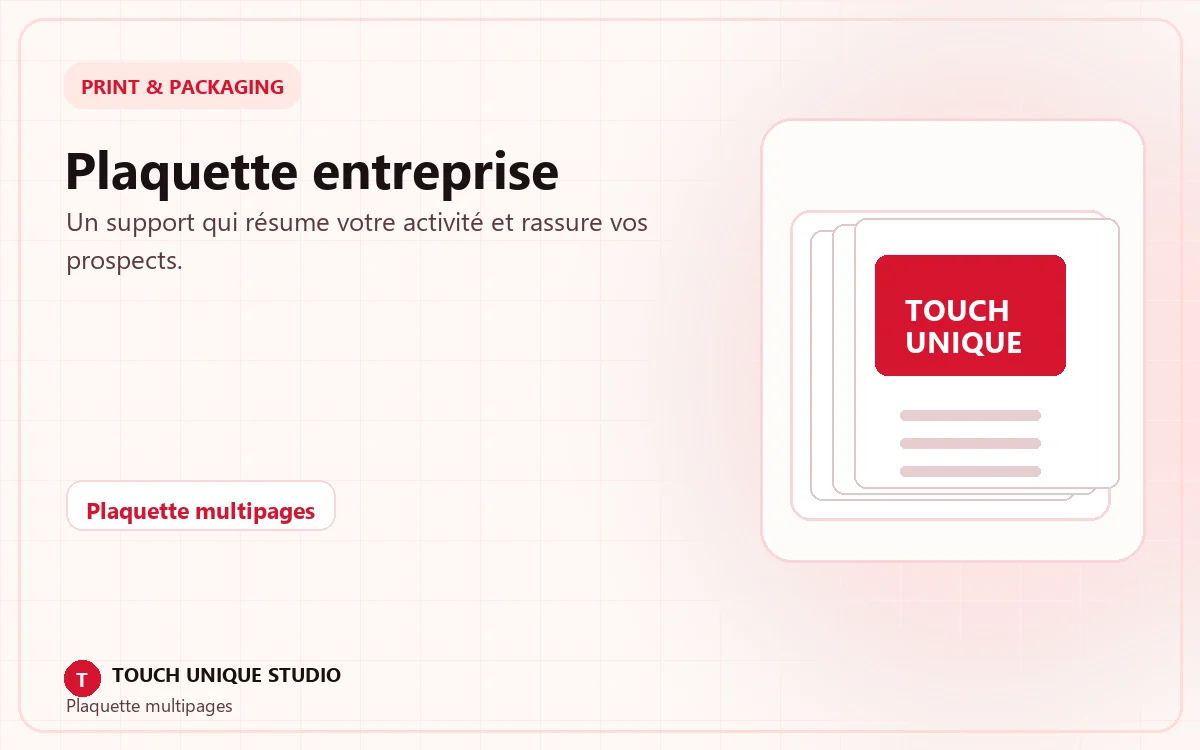 PRINT & PACKAGING
Plaquette entreprise
Un support qui résume votre activité et rassure vos
prospects.
TOUCH
UNIQUE
Plaquette multipages
T
TOUCH UNIQUE STUDIO
Plaquette multipages